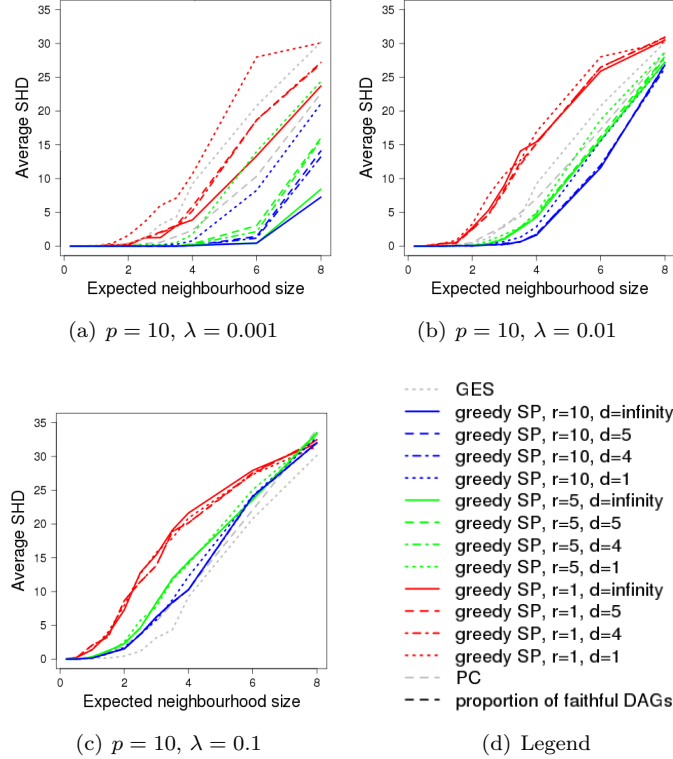 35
30
25
20
15
10
5
0
Average SHD
0 2 4 6 8
Expected neighbourhood size
(a) p = 10, λ = 0.001
35
30
25
20
15
10
5
0
Average SHD
0 2 4 6 8
Expected neighbourhood size
(b) p = 10, λ = 0.01
35
30
25
20
15
10
5
0
Average SHD
0 2 4 6 8
Expected neighbourhood size
(c) p = 10, λ = 0.1
GES
greedy SP, r=10, d=infinity
greedy SP, r=10, d=5
greedy SP, r=10, d=4
greedy SP, r=10, d=1
greedy SP, r=5, d=infinity
greedy SP, r=5, d=5
greedy SP, r=5, d=4
greedy SP, r=5, d=1
greedy SP, r=1, d=infinity
greedy SP, r=1, d=5
greedy SP, r=1, d=4
greedy SP, r=1, d=1
PC
proportion of faithful DAGs
(d) Legend